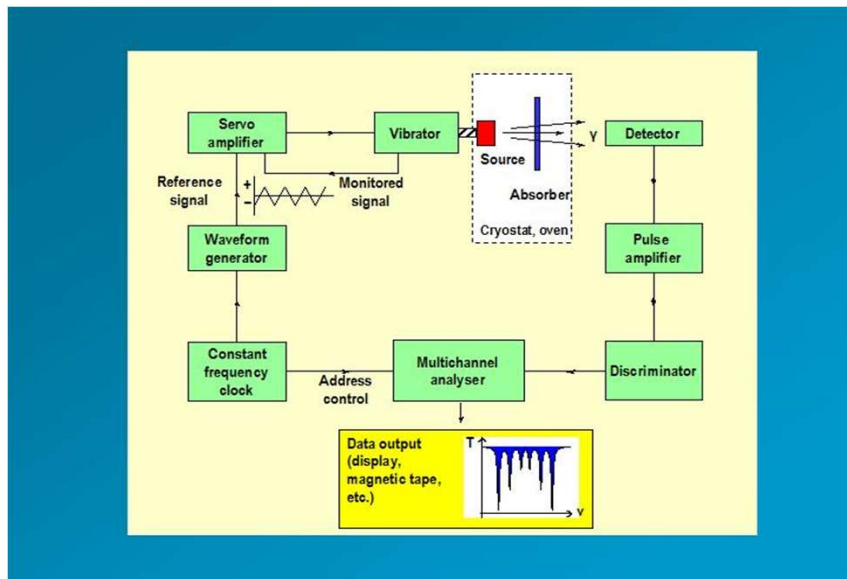 Servo
amplifier
Vibrator
Source
Absorber
Cryostat, oven
γ
Detector
Reference
signal
+
−
Monitored
signal
Waveform
generator
Pulse
amplifier
Constant
frequency
clock
Address
control
Multichannel
analyser
Discriminator
Data output
(display,
magnetic tape,
etc.)
T
v